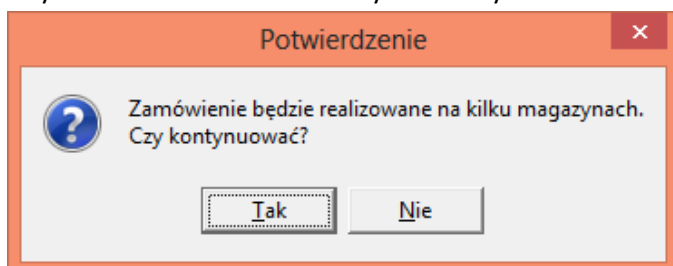 Potwierdzenie
Zamówienie będzie realizowane na kilku magazynach.
Czy kontynuować?
Tak
Nie